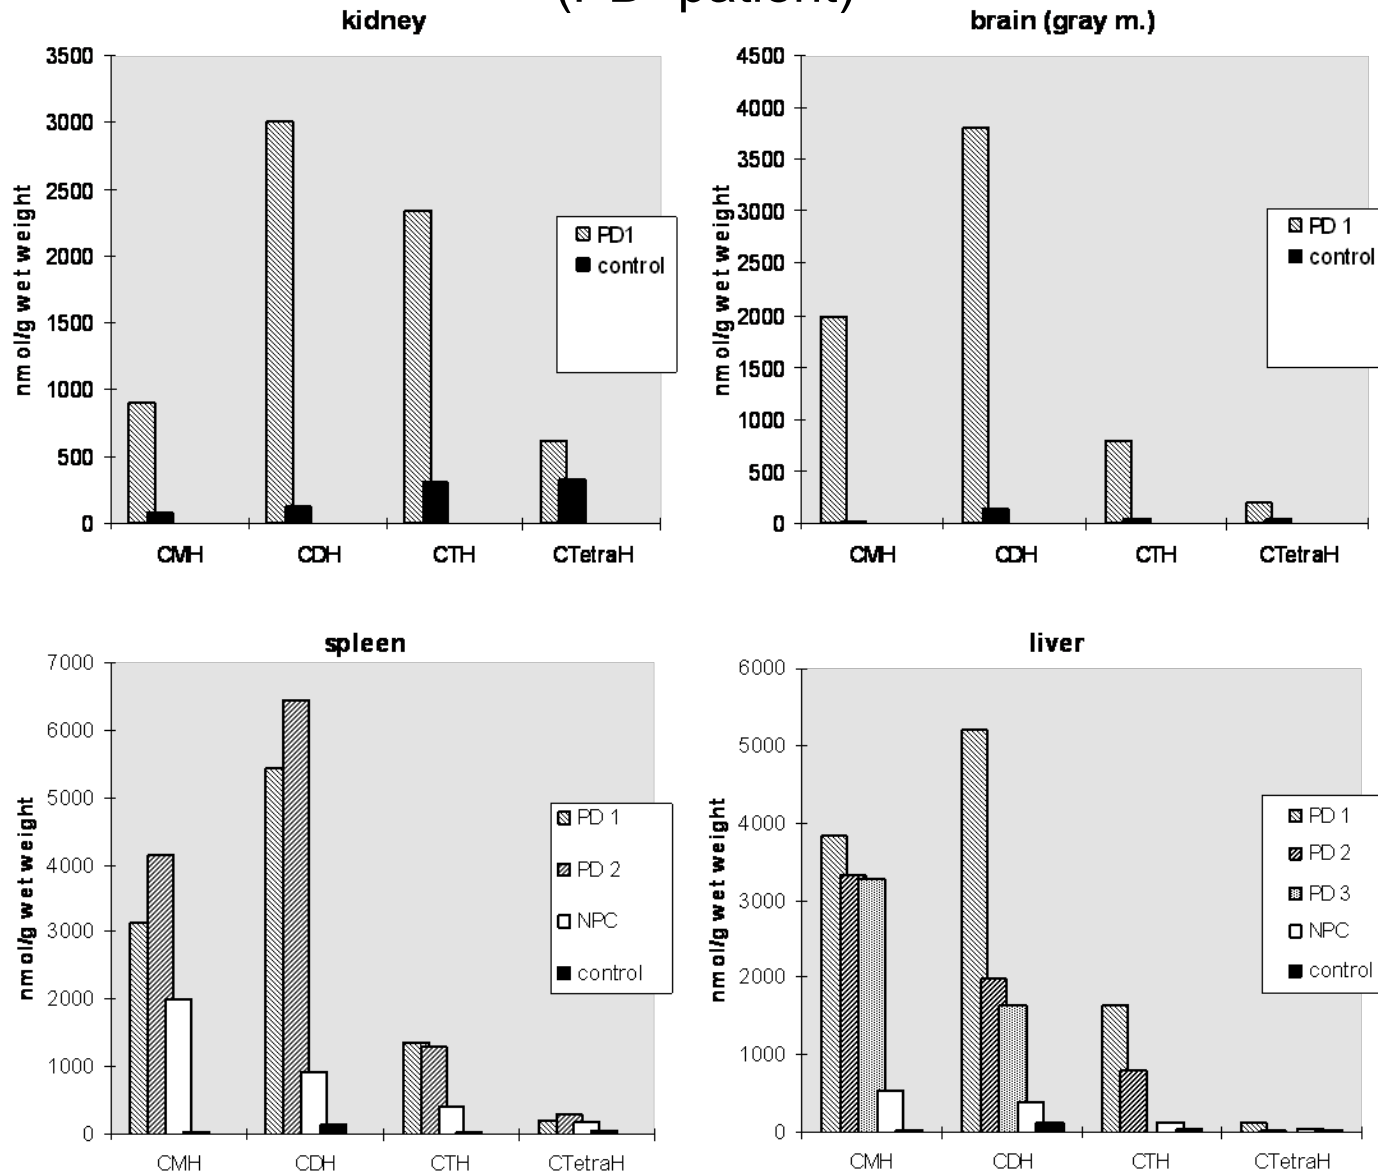 (PD patient)
kidney
3500
3000
2500
2000
1500
1000
500
0
nmol/g wet weight
CMH CDH CTH CTetraH
PD1
control
brain (gray m.)
4500
4000
3500
3000
2500
2000
1500
1000
500
0
nmol/g wet weight
CMH CDH CTH CTetraH
PD 1
control
spleen
7000
6000
5000
4000
3000
2000
1000
0
nmol/g wet weight
CMH CDH CTH CTetraH
PD 1
PD 2
NPC
control
liver
6000
5000
4000
3000
2000
1000
0
nmol/g wet weight
CMH CDH CTH CTetraH
PD 1
PD 2
PD 3
NPC
control